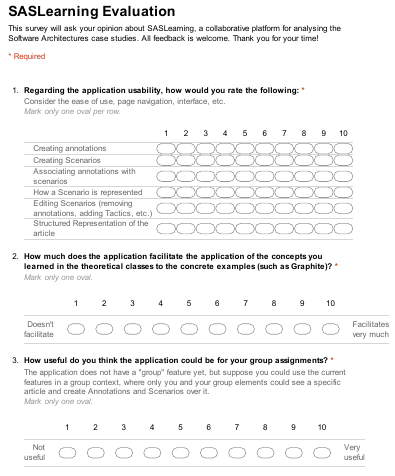 SASLearning Evaluation
This survey will ask your opinion about SASLearning, a collaborative platform for analysing the
Software Architectures case studies. All feedback is welcome. Thank you for your time!
* Required
1. Regarding the application usability, how would you rate the following: *
Consider the ease of use, page navigation, interface, etc.
Mark only one oval per row.
1 2 3 4 5 6 7 8 9 10
Creating annotations
Creating Scenarios
Associating annotations with
scenarios
How a Scenario is represented
Editing Scenarios (removing
annotations, adding Tactics, etc.)
Structured Representation of the
article
2. How much does the application facilitate the application of the concepts you
learned in the theoretical classes to the concrete examples (such as Graphite)? *
Mark only one oval.
1 2 3 4 5 6 7 8 9 10
Doesn't Facilitates
facilitate very much
3. How useful do you think the application could be for your group assignments? *
The application does not have a "group" feature yet, but suppose you could use the current
features in a group context, where only you and your group elements could see a specific
article and create Annotations and Scenarios over it.
Mark only one oval.
1 2 3 4 5 6 7 8 9 10
Not Very
useful useful